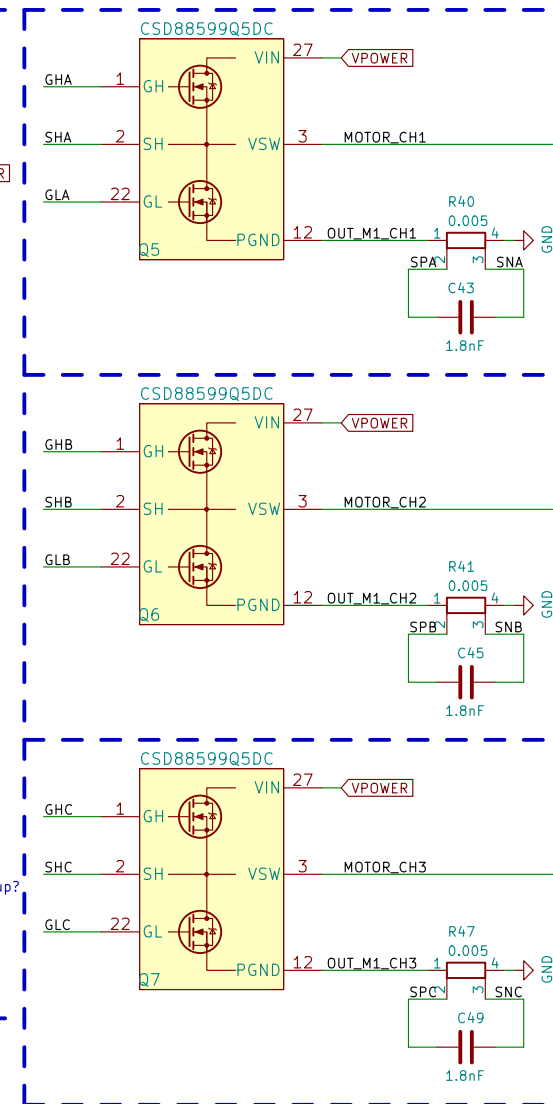 CSD88599Q5DC
VIN 27 VPOWER
GHA 1 GH
SHA 2 SH VSW 3 MOTOR_CH1
R
GLA 22 GL
R40
0.005
PGND 12 OUT_M1_CH1 1 4 GND
Q5
SPA 2 3 SNA
C43
1.8nF
CSD88599Q5DC
VIN 27 VPOWER
GHB 1 GH
SHB 2 SH VSW 3 MOTOR_CH2
GLB 22 GL
R41
0.005
PGND 12 OUT_M1_CH2 1 4 GND
Q6
SPB 2 3 SNB
C45
1.8nF
CSD88599Q5DC
VIN 27 VPOWER
GHC 1 GH
SHC 2 SH VSW 3 MOTOR_CH3
up?
GLC 22 GL
R47
0.005
PGND 12 OUT_M1_CH3 1 4 GND
Q7
SPC 2 3 SNC
C49
1.8nF